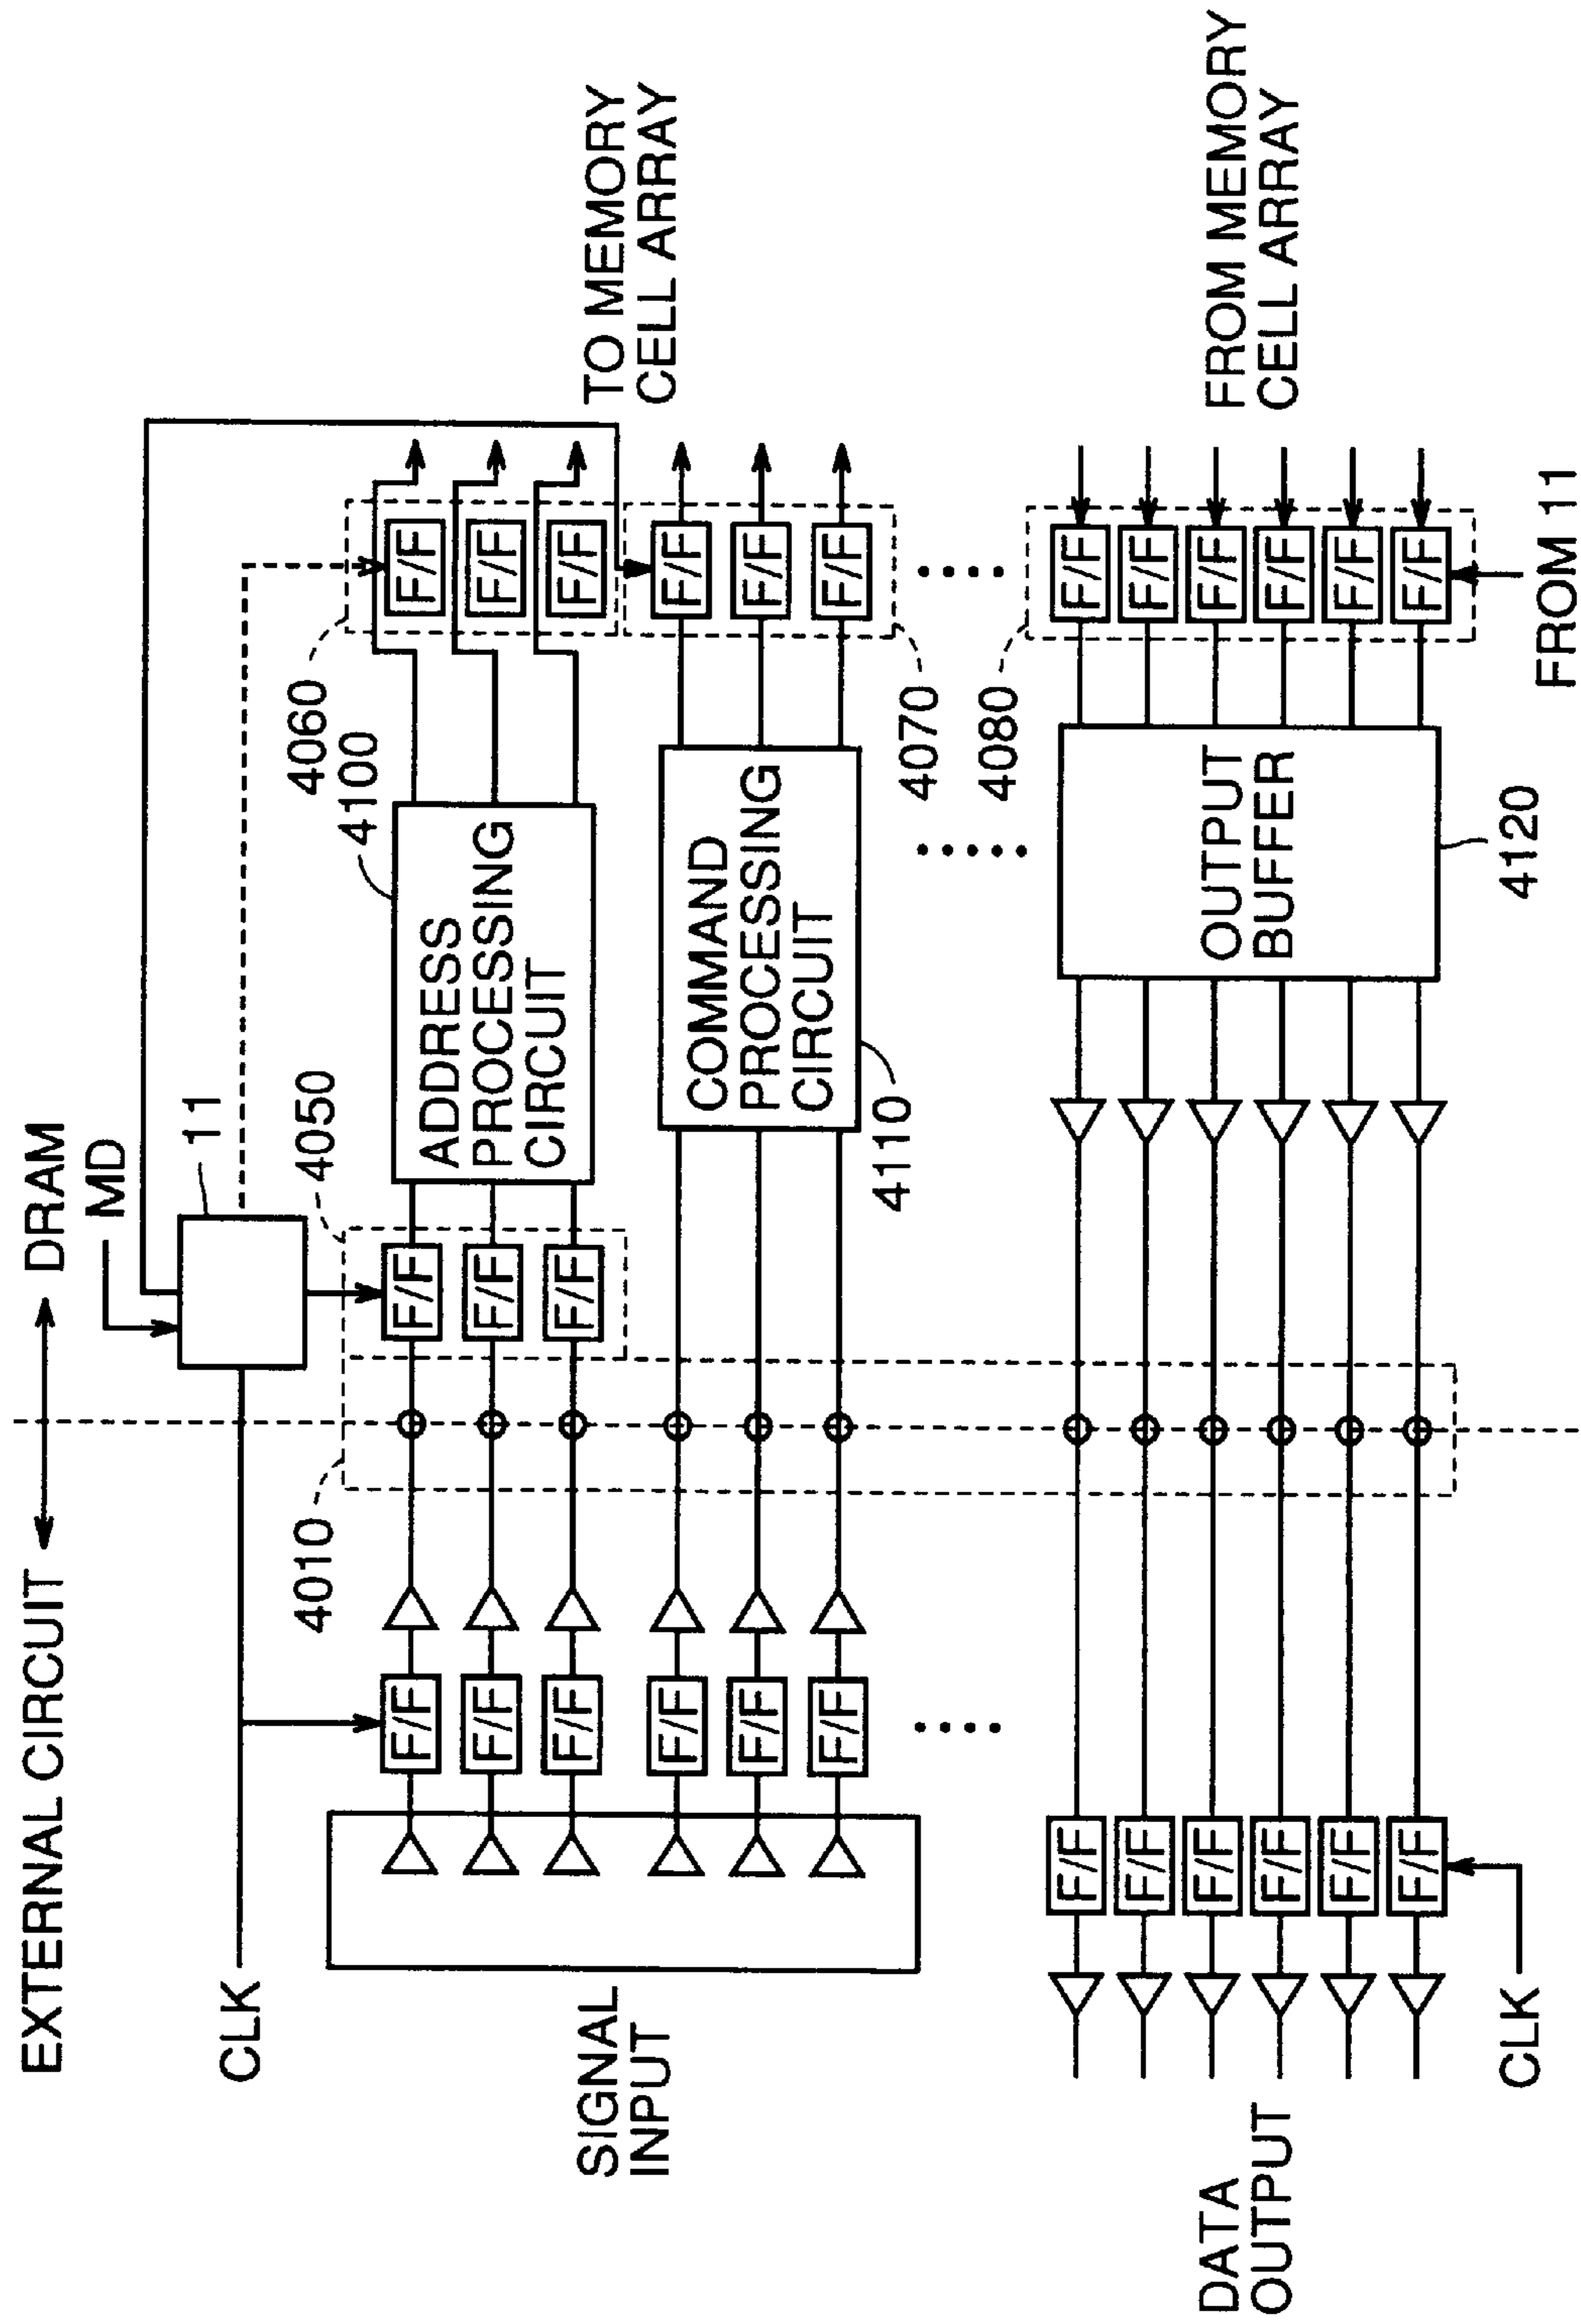 EXTERNAL CIRCUIT
DRAM
MD
CLK
11
4010
4050
4060
4100
SIGNAL
INPUT
F/F
F/F
F/F
F/F
F/F
F/F
F/F
F/F
F/F
ADDRESS
PROCESSING
CIRCUIT
F/F
F/F
F/F
TO MEMORY
CELL ARRAY
COMMAND
PROCESSING
CIRCUIT
4110
F/F
F/F
F/F
4070
4080
DATA
OUTPUT
F/F
F/F
F/F
F/F
F/F
F/F
CLK
OUTPUT
BUFFER
4120
F/F
F/F
F/F
F/F
F/F
F/F
FROM MEMORY
CELL ARRAY
FROM 11